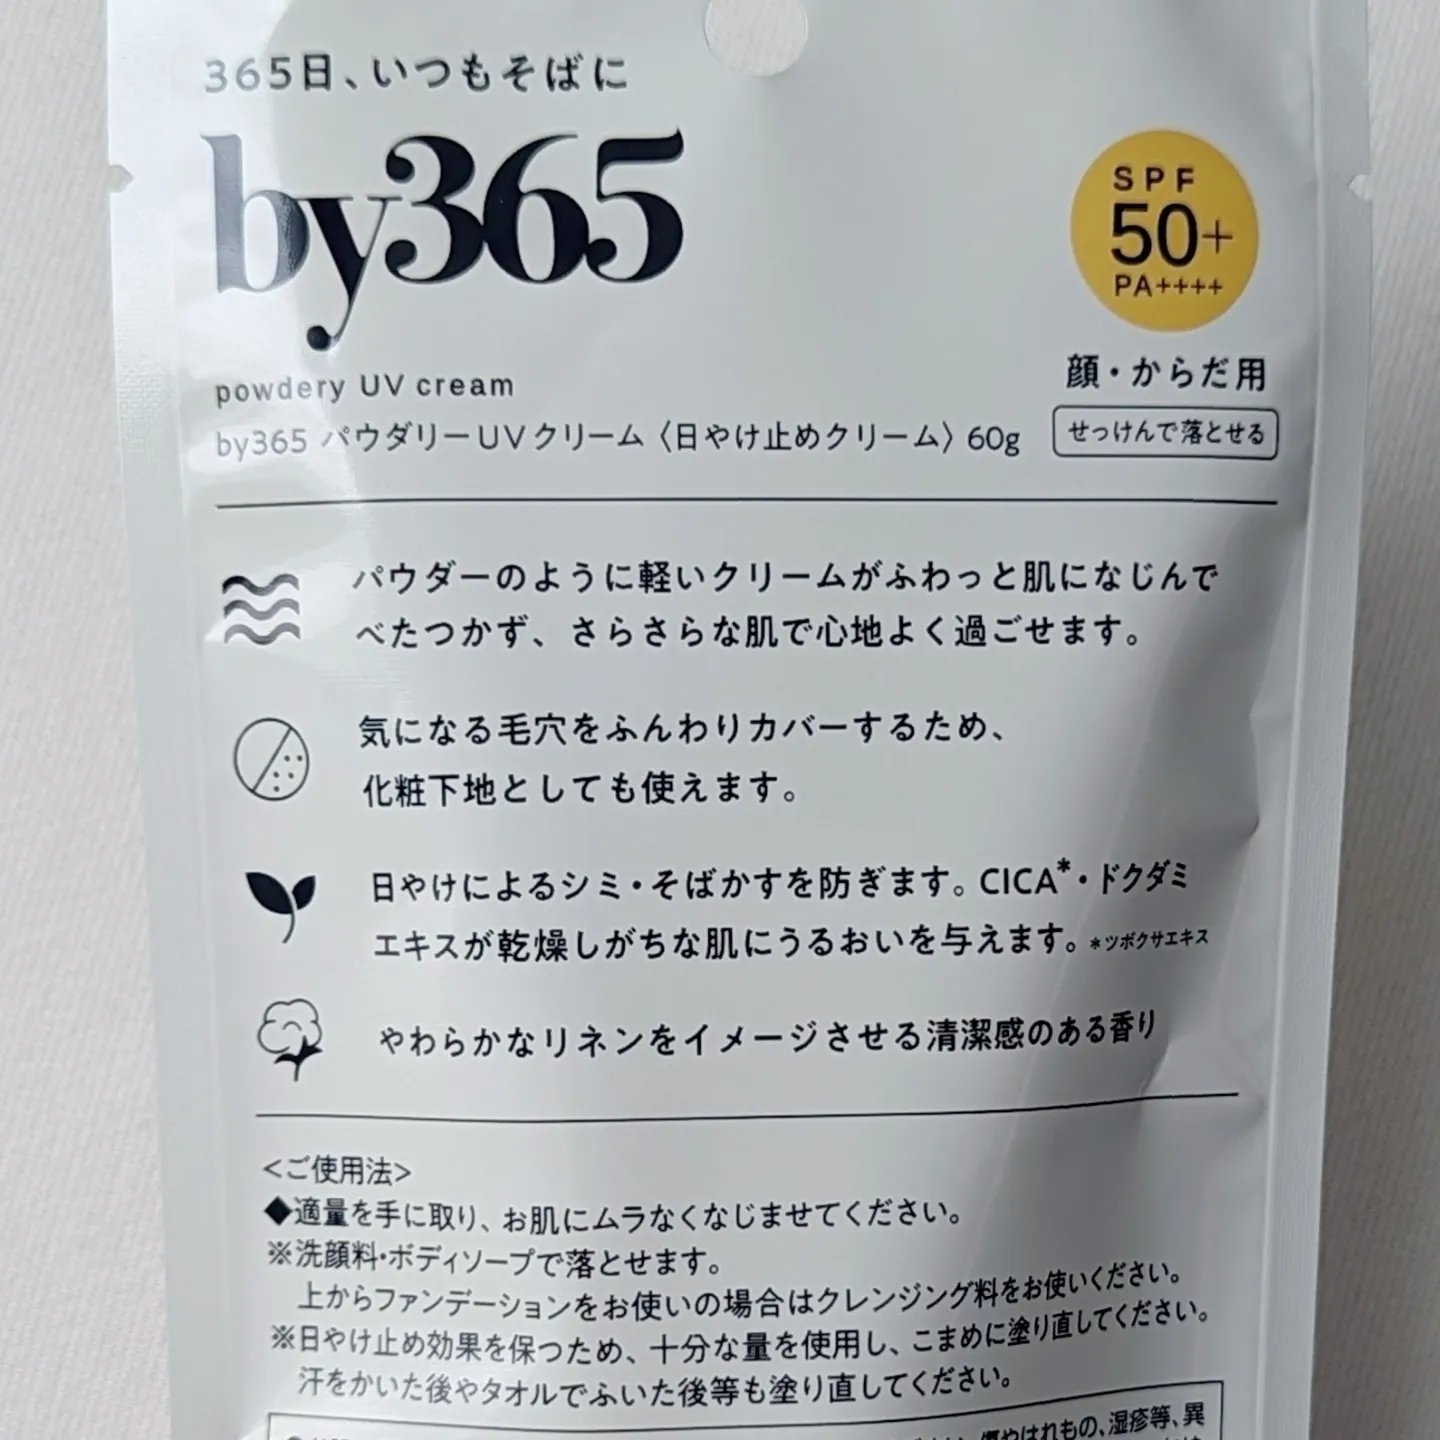 365日、いつもそばに
by365
SPF
50+
PA++++
powdery UV cream
顔・からだ用
by365 パウダリーUVクリーム〈日やけ止めクリーム〉60g
せっけんで落とせる
パウダーのように軽いクリームがふわっと肌になじんで
べたつかず、さらさらな肌で心地よく過ごせます。
気になる毛穴をふんわりカバーするため、
化粧下地としても使えます。
日やけによるシミ・そばかすを防ぎます。CICA*・ドクダミ
エキスが乾燥しがちな肌にうるおいを与えます。*ツボクサエキス
やわらかなリネンをイメージさせる清潔感のある香り
<ご使用法>
◆適量を手に取り、お肌にムラなくなじませてください。
※洗顔料・ボディソープで落とせます。
上からファンデーションをお使いの場合はクレンジング料をお使いください。
※日やけ止め効果を保つため、十分な量を使用し、こまめに塗り直してください。
汗をかいた後やタオルでふいた後等も塗り直してください。
傷やはれもの、湿疹等、異